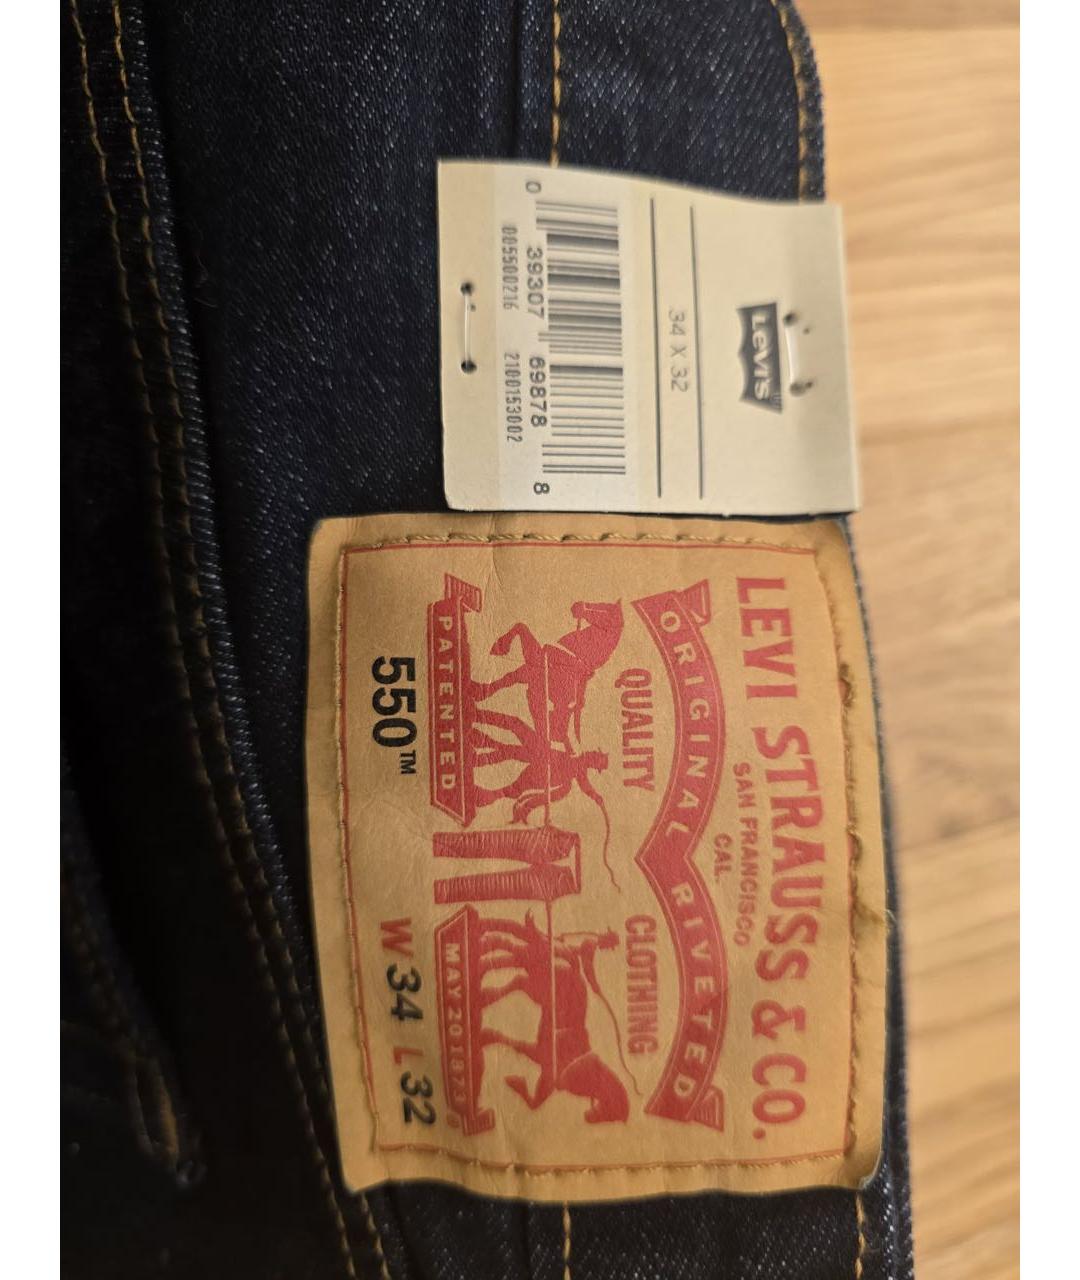 LEVI'S
34 X 32
0 39307 69878 8
005500216 2100153002
LEVI STRAUSS & CO.
SAN FRANCISCO
CAL.
ORIGINAL RIVETED
QUALITY CLOTHING
PATENTED MAY 20 1873
550™ W 34 L 32